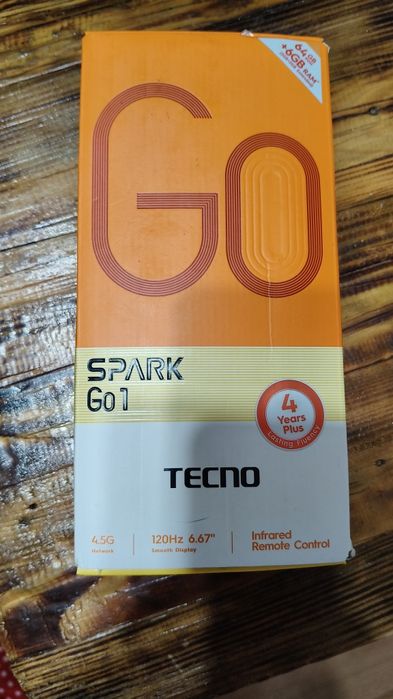 64GB
+6GB RAM*
Go
SPARK
Go 1
4
Years
Plus
Lasting Fluency
TECNO
4.5G
Network
120Hz 6.67"
Smooth Display
Infrared
Remote Control